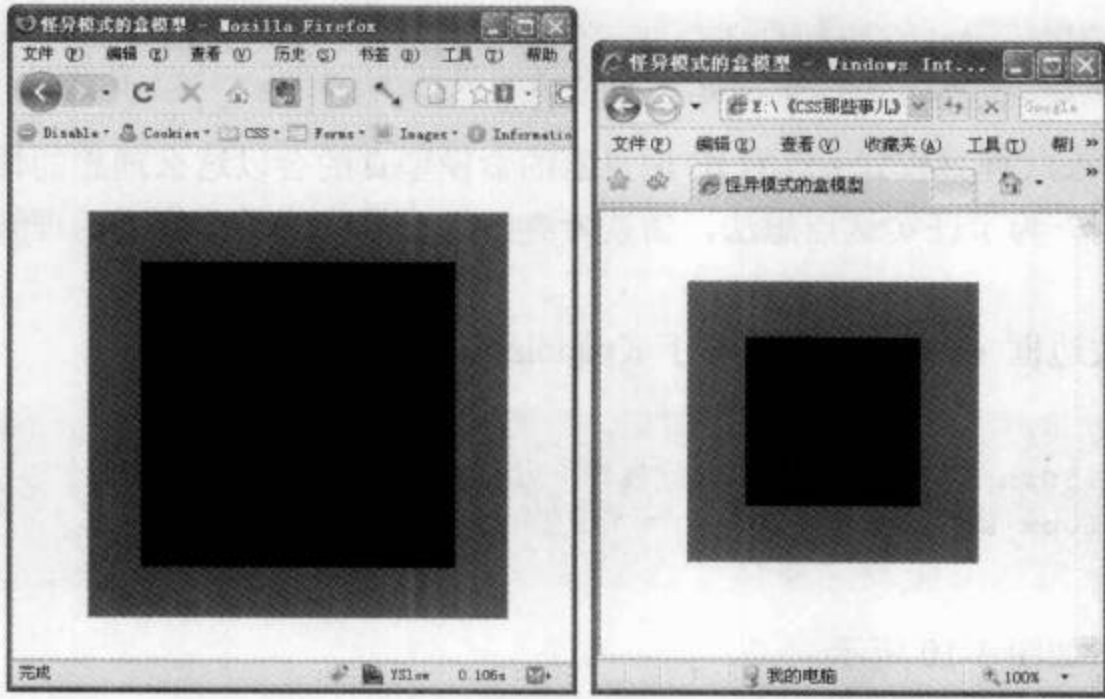 怪异模式的盒模型 - Mozilla Firefox
文件 (F) 编辑 (E) 查看 (V) 历史 (S) 书签 (B) 工具 (T) 帮助 (
Disable Cookies CSS Forms Images Informatio
完成 YSlow 0.106s
怪异模式的盒模型 - Windows Int...
E:\《CSS那些事儿》 Google
文件(F) 编辑(E) 查看(V) 收藏夹(A) 工具(T) 帮 »
怪异模式的盒模型 »
我的电脑 100%